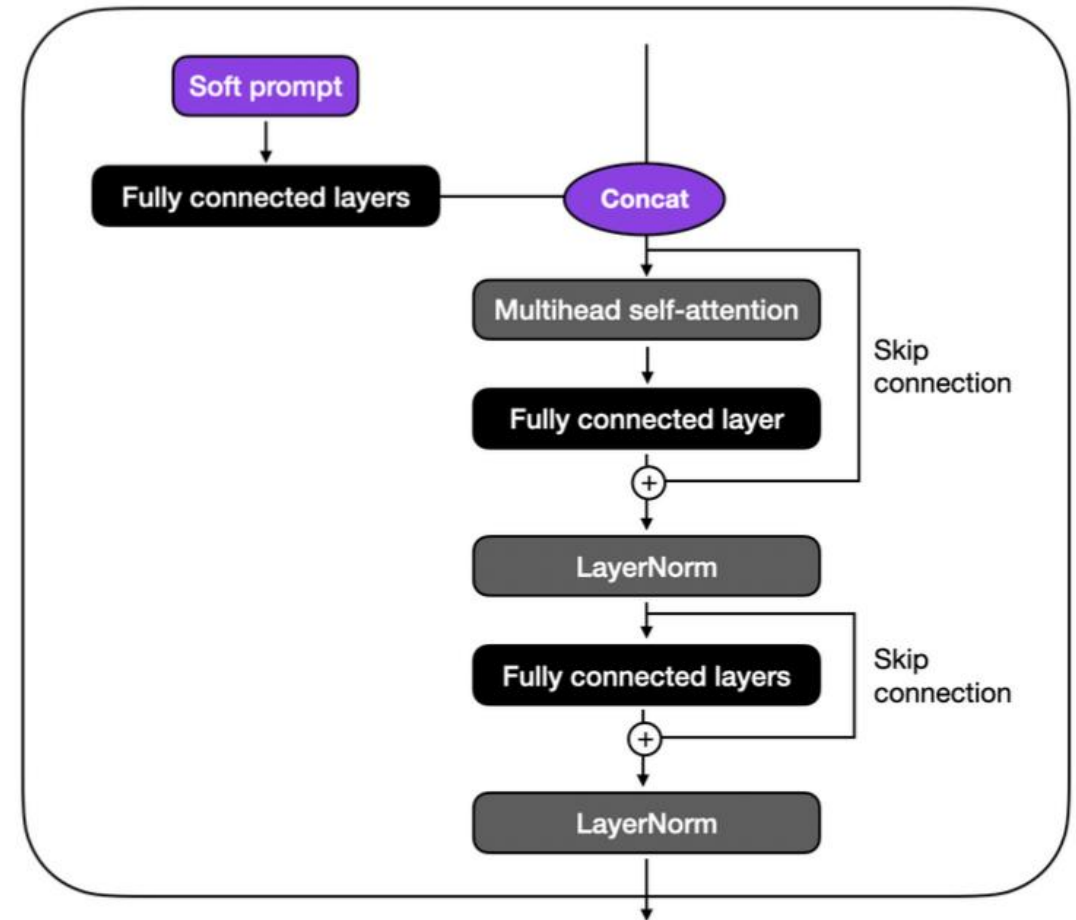 Soft prompt
Fully connected layers
Concat
Multihead self-attention
Skip
connection
Fully connected layer
+
LayerNorm
Fully connected layers
Skip
connection
+
LayerNorm